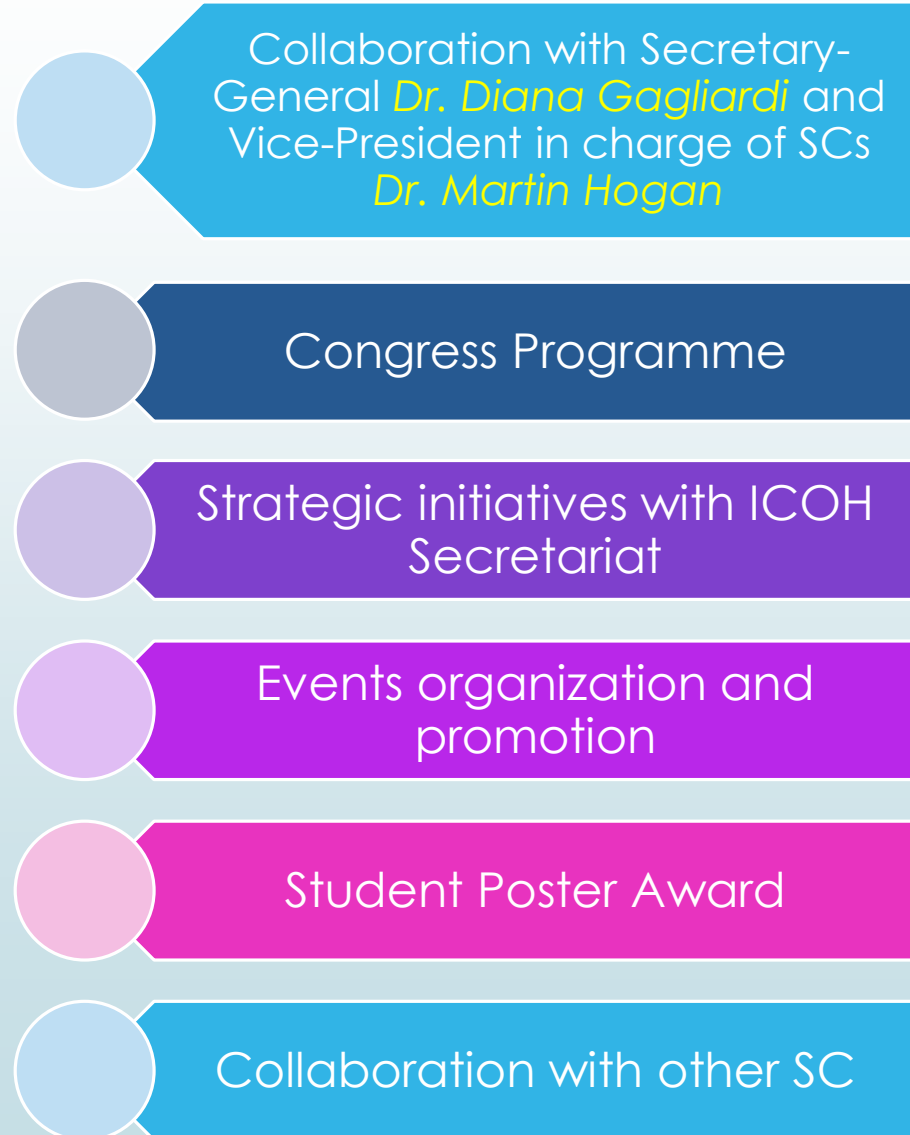 Collaboration with Secretary-
General Dr. Diana Gagliardi and
Vice-President in charge of SCs
Dr. Martin Hogan
Congress Programme
Strategic initiatives with ICOH
Secretariat
Events organization and
promotion
Student Poster Award
Collaboration with other SC